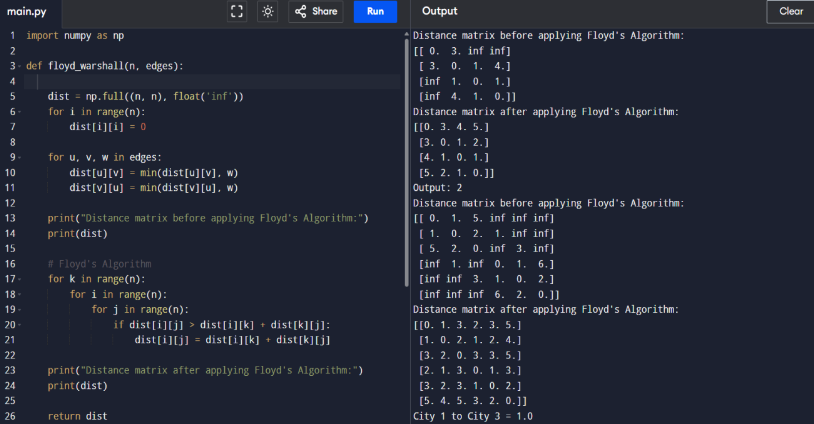 main.py
Share
Run
Output
Clear
1 import numpy as np
2
3 def floyd_warshall(n, edges):
4
5     dist = np.full((n, n), float('inf'))
6     for i in range(n):
7         dist[i][i] = 0
8
9     for u, v, w in edges:
10         dist[u][v] = min(dist[u][v], w)
11         dist[v][u] = min(dist[v][u], w)
12
13     print("Distance matrix before applying Floyd's Algorithm:")
14     print(dist)
15
16     # Floyd's Algorithm
17     for k in range(n):
18         for i in range(n):
19             for j in range(n):
20                 if dist[i][j] > dist[i][k] + dist[k][j]:
21                     dist[i][j] = dist[i][k] + dist[k][j]
22
23     print("Distance matrix after applying Floyd's Algorithm:")
24     print(dist)
25
26     return dist
Distance matrix before applying Floyd's Algorithm:
[[ 0. 3. inf inf]
[ 3. 0. 1. 4.]
[inf 1. 0. 1.]
[inf 4. 1. 0.]]
Distance matrix after applying Floyd's Algorithm:
[[0. 3. 4. 5.]
[3. 0. 1. 2.]
[4. 1. 0. 1.]
[5. 2. 1. 0.]]
Output: 2
Distance matrix before applying Floyd's Algorithm:
[[ 0. 1. 5. inf inf inf]
[ 1. 0. 2. 1. inf inf]
[ 5. 2. 0. inf 3. inf]
[inf 1. inf 0. 1. 6.]
[inf inf 3. 1. 0. 2.]
[inf inf inf 6. 2. 0.]]
Distance matrix after applying Floyd's Algorithm:
[[0. 1. 3. 2. 3. 5.]
[1. 0. 2. 1. 2. 4.]
[3. 2. 0. 3. 3. 5.]
[2. 1. 3. 0. 1. 3.]
[3. 2. 3. 1. 0. 2.]
[5. 4. 5. 3. 2. 0.]]
City 1 to City 3 = 1.0